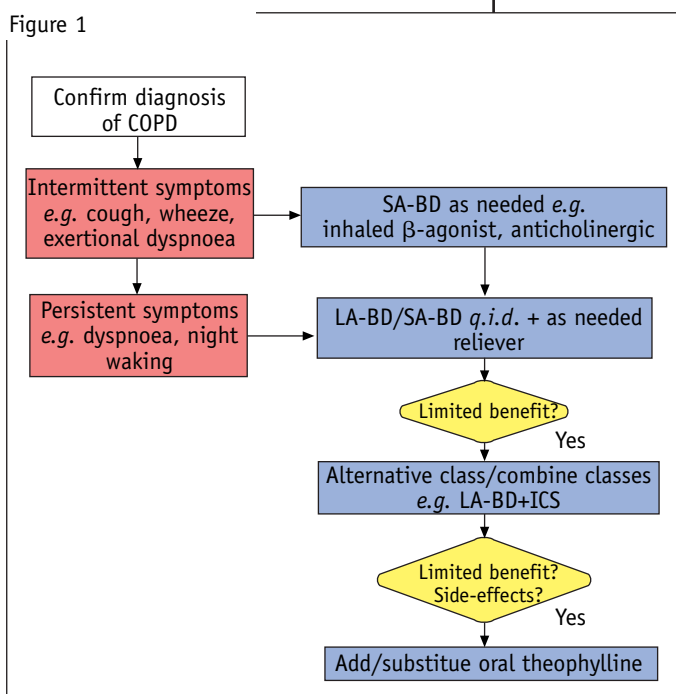 Figure 1
Confirm diagnosis
of COPD
Intermittent symptoms
e.g. cough, wheeze,
exertional dyspnoea
SA-BD as needed e.g.
inhaled β-agonist, anticholinergic
Persistent symptoms
e.g. dyspnoea, night
waking
LA-BD/SA-BD q.i.d. + as needed
reliever
Limited benefit?
Yes
Alternative class/combine classes
e.g. LA-BD+ICS
Limited benefit?
Side-effects?
Yes
Add/substitue oral theophylline